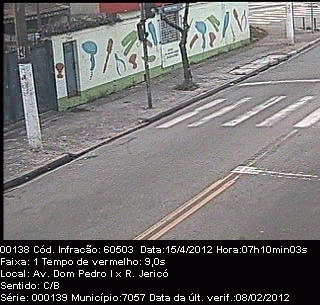 00138 Cód. Infração: 60503 Data:15/4/2012 Hora:07h10min03s
Faixa: 1 Tempo de vermelho: 9,0s
Local: Av. Dom Pedro I x R. Jericó
Sentido: C/B
Série: 000139 Município:7057 Data da últ. verif.:08/02/2012